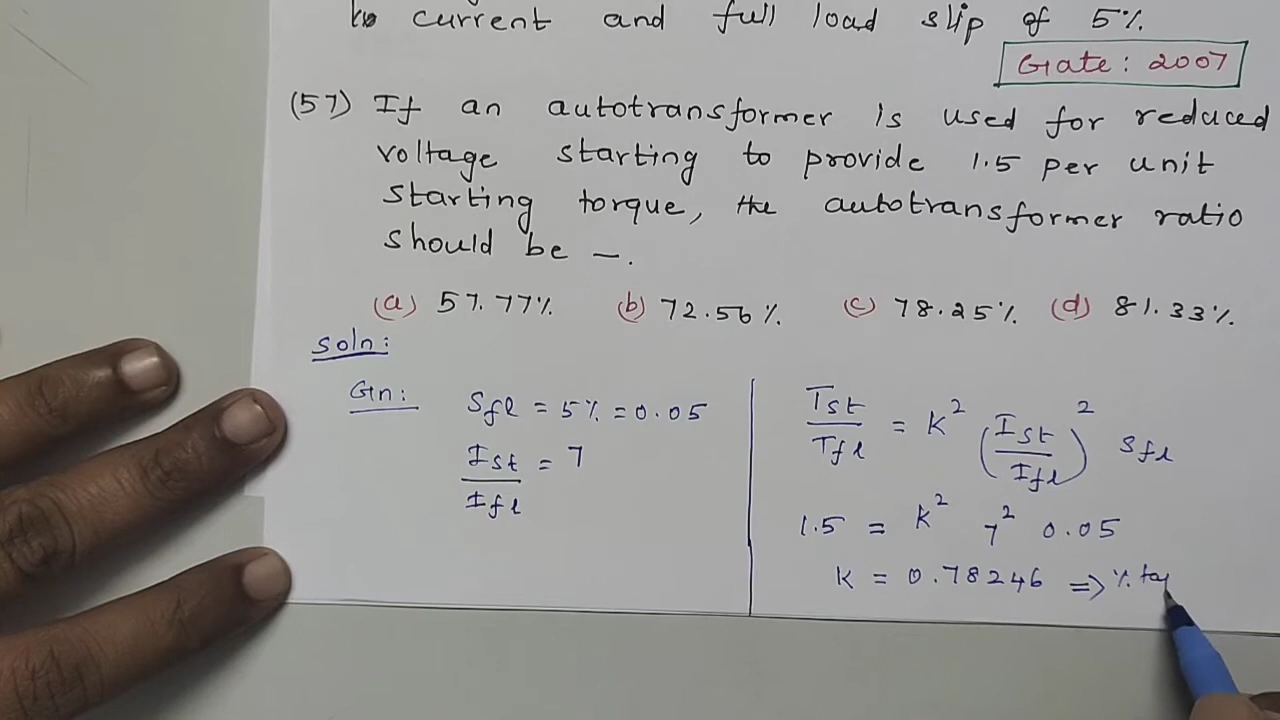 to current and full load slip of 5%.
Gate: 2007
(57) If an autotransformer is used for reduced
voltage starting to provide 1.5 per unit
starting torque, the autotransformer ratio
should be —.
(a) 57.77% (b) 72.56% (c) 78.25% (d) 81.33%.
Soln:
Gn: Sfl = 5% = 0.05
Ist/Ifl = 7
Tst/Tfl = K² (Ist/Ifl)² Sfl
1.5 = K² 7² 0.05
K = 0.78246 => % tap